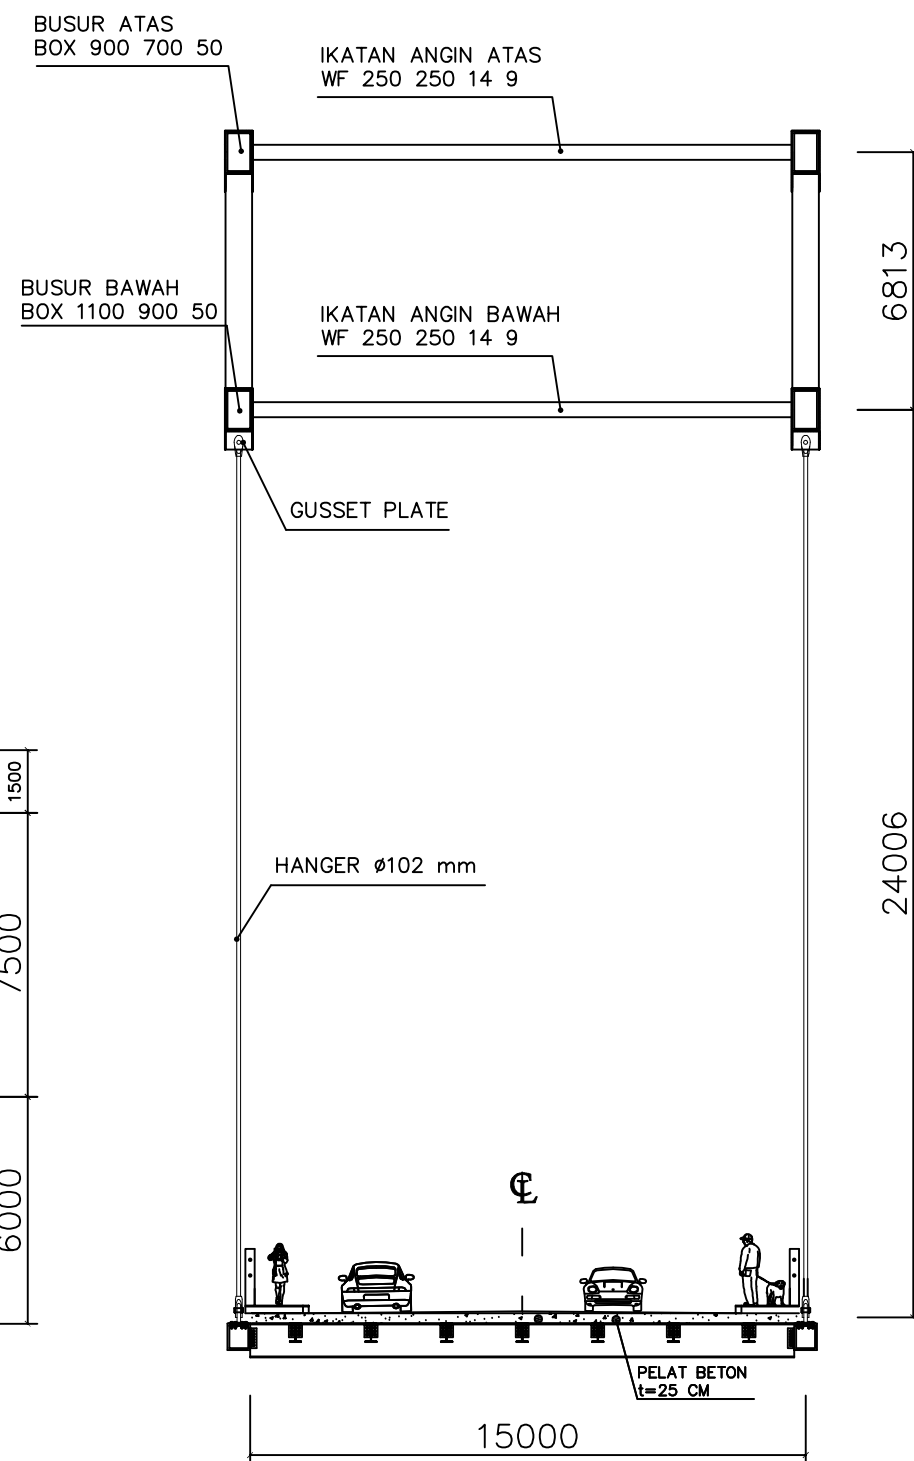 BUSUR ATAS
BOX 900 700 50
IKATAN ANGIN ATAS
WF 250 250 14 9
6813
BUSUR BAWAH
BOX 1100 900 50
IKATAN ANGIN BAWAH
WF 250 250 14 9
GUSSET PLATE
1500
24006
HANGER Ø102 mm
7500
6000
℄
PELAT BETON
t=25 CM
15000